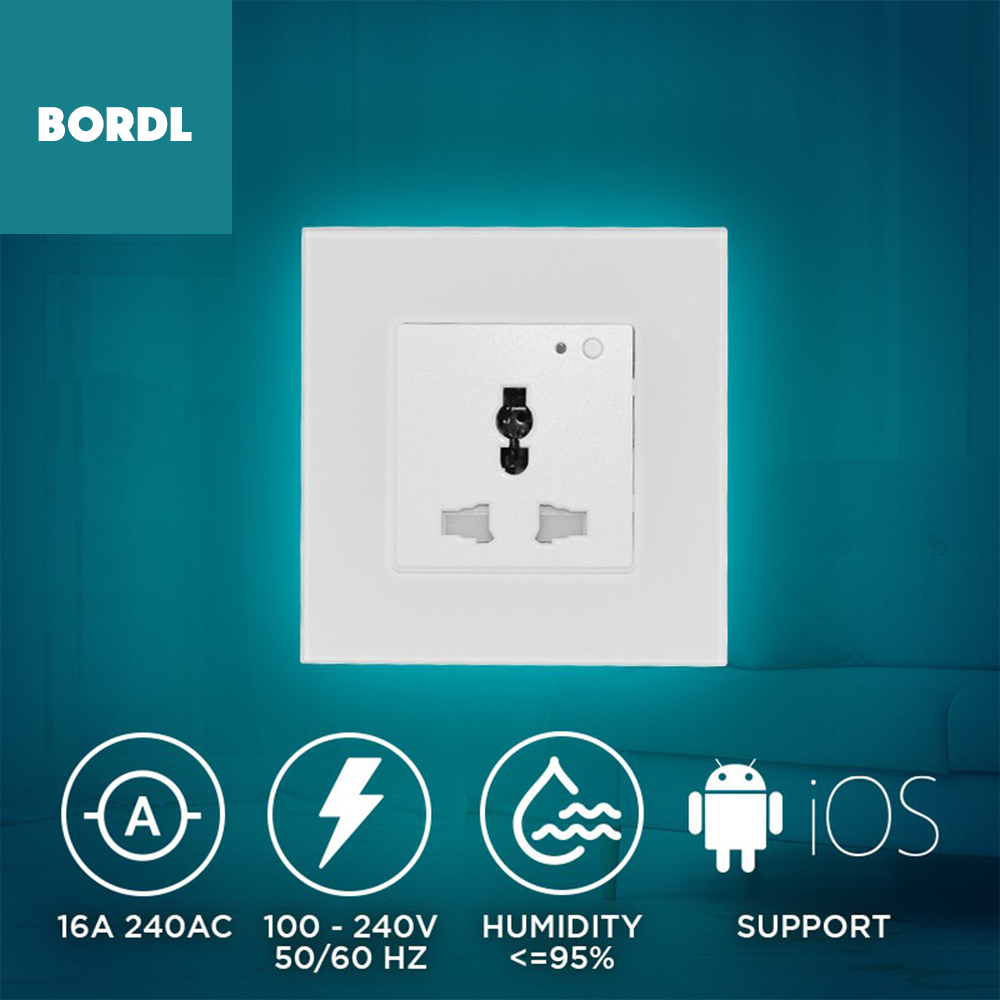 BORDL
A
iOS
16A 240AC
100 - 240V
50/60 HZ
HUMIDITY
<=95%
SUPPORT